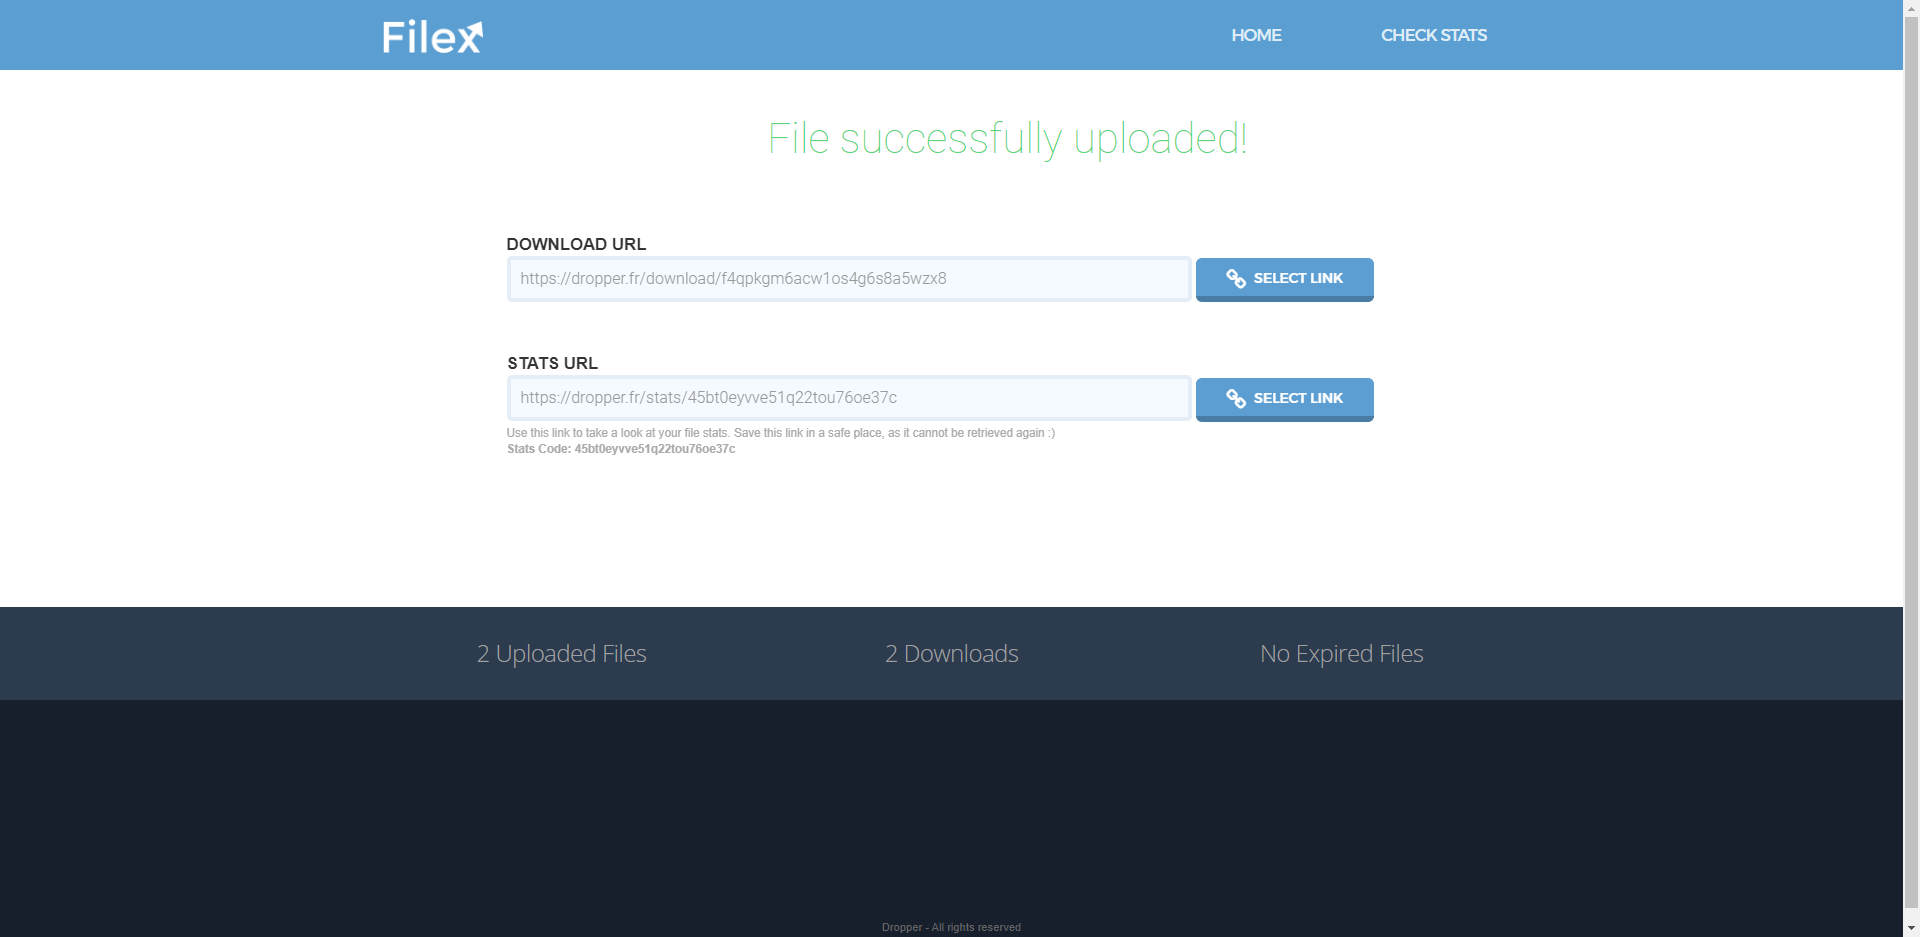 Filex
HOME
CHECK STATS
File successfully uploaded!
DOWNLOAD URL
https://dropper.fr/download/f4qpkgm6acw1os4g6s8a5wzx8
SELECT LINK
STATS URL
https://dropper.fr/stats/45bt0eyvve51q22tou76oe37c
SELECT LINK
Use this link to take a look at your file stats. Save this link in a safe place, as it cannot be retrieved again :)
Stats Code: 45bt0eyvve51q22tou76oe37c
2 Uploaded Files
2 Downloads
No Expired Files
Dropper - All rights reserved